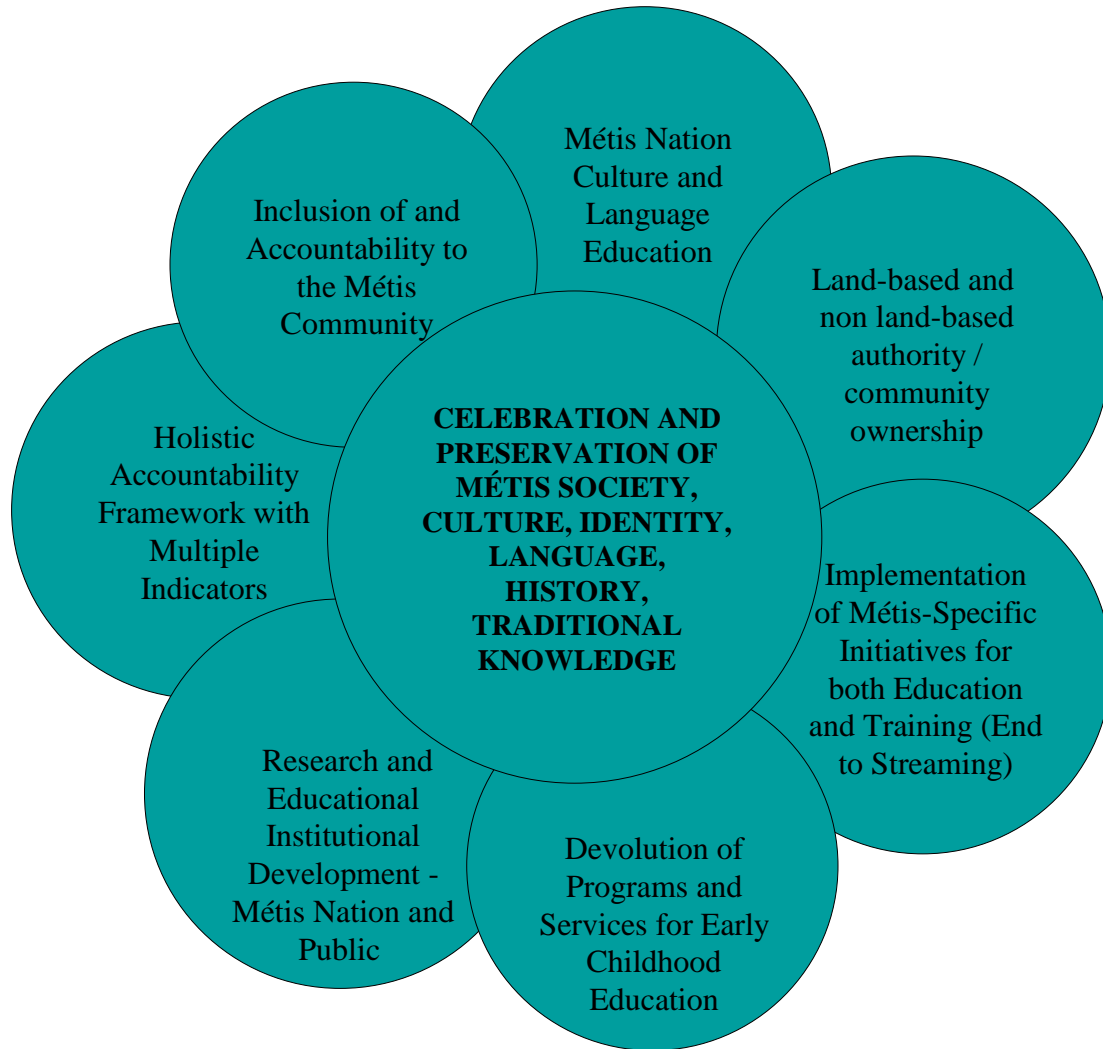 Métis Nation
Culture and
Language
Education
Inclusion of and
Accountability to
the Métis
Community
Land-based and
non land-based
authority /
community
ownership
CELEBRATION AND
PRESERVATION OF
MÉTIS SOCIETY,
CULTURE, IDENTITY,
LANGUAGE,
HISTORY,
TRADITIONAL
KNOWLEDGE
Holistic
Accountability
Framework with
Multiple
Indicators
Implementation
of Métis-Specific
Initiatives for
both Education
and Training (End
to Streaming)
Research and
Educational
Institutional
Development -
Métis Nation and
Public
Devolution of
Programs and
Services for Early
Childhood
Education